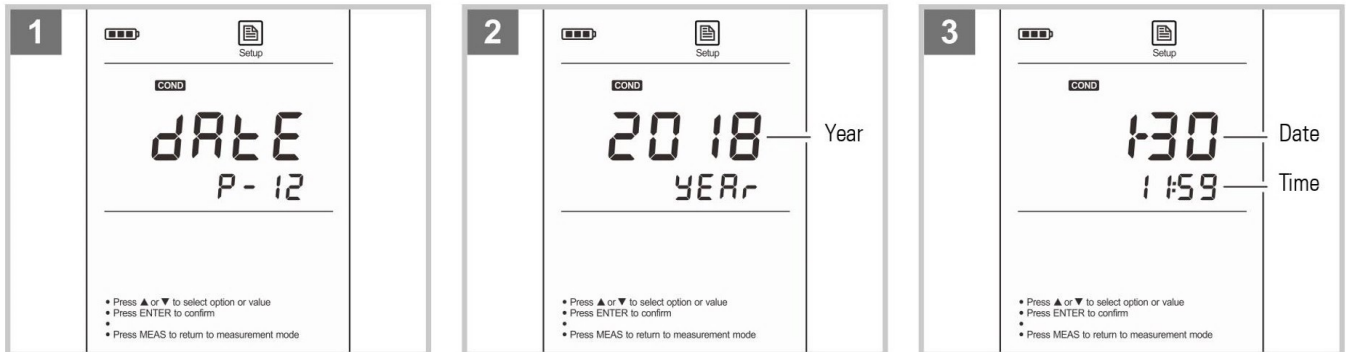 1
Setup
COND
dAtE
P-12
• Press ▲ or ▼ to select option or value
• Press ENTER to confirm
•
• Press MEAS to return to measurement mode
2
Setup
COND
2018
Year
YEAr
• Press ▲ or ▼ to select option or value
• Press ENTER to confirm
•
• Press MEAS to return to measurement mode
3
Setup
COND
1-30
Date
11:59
Time
• Press ▲ or ▼ to select option or value
• Press ENTER to confirm
•
• Press MEAS to return to measurement mode